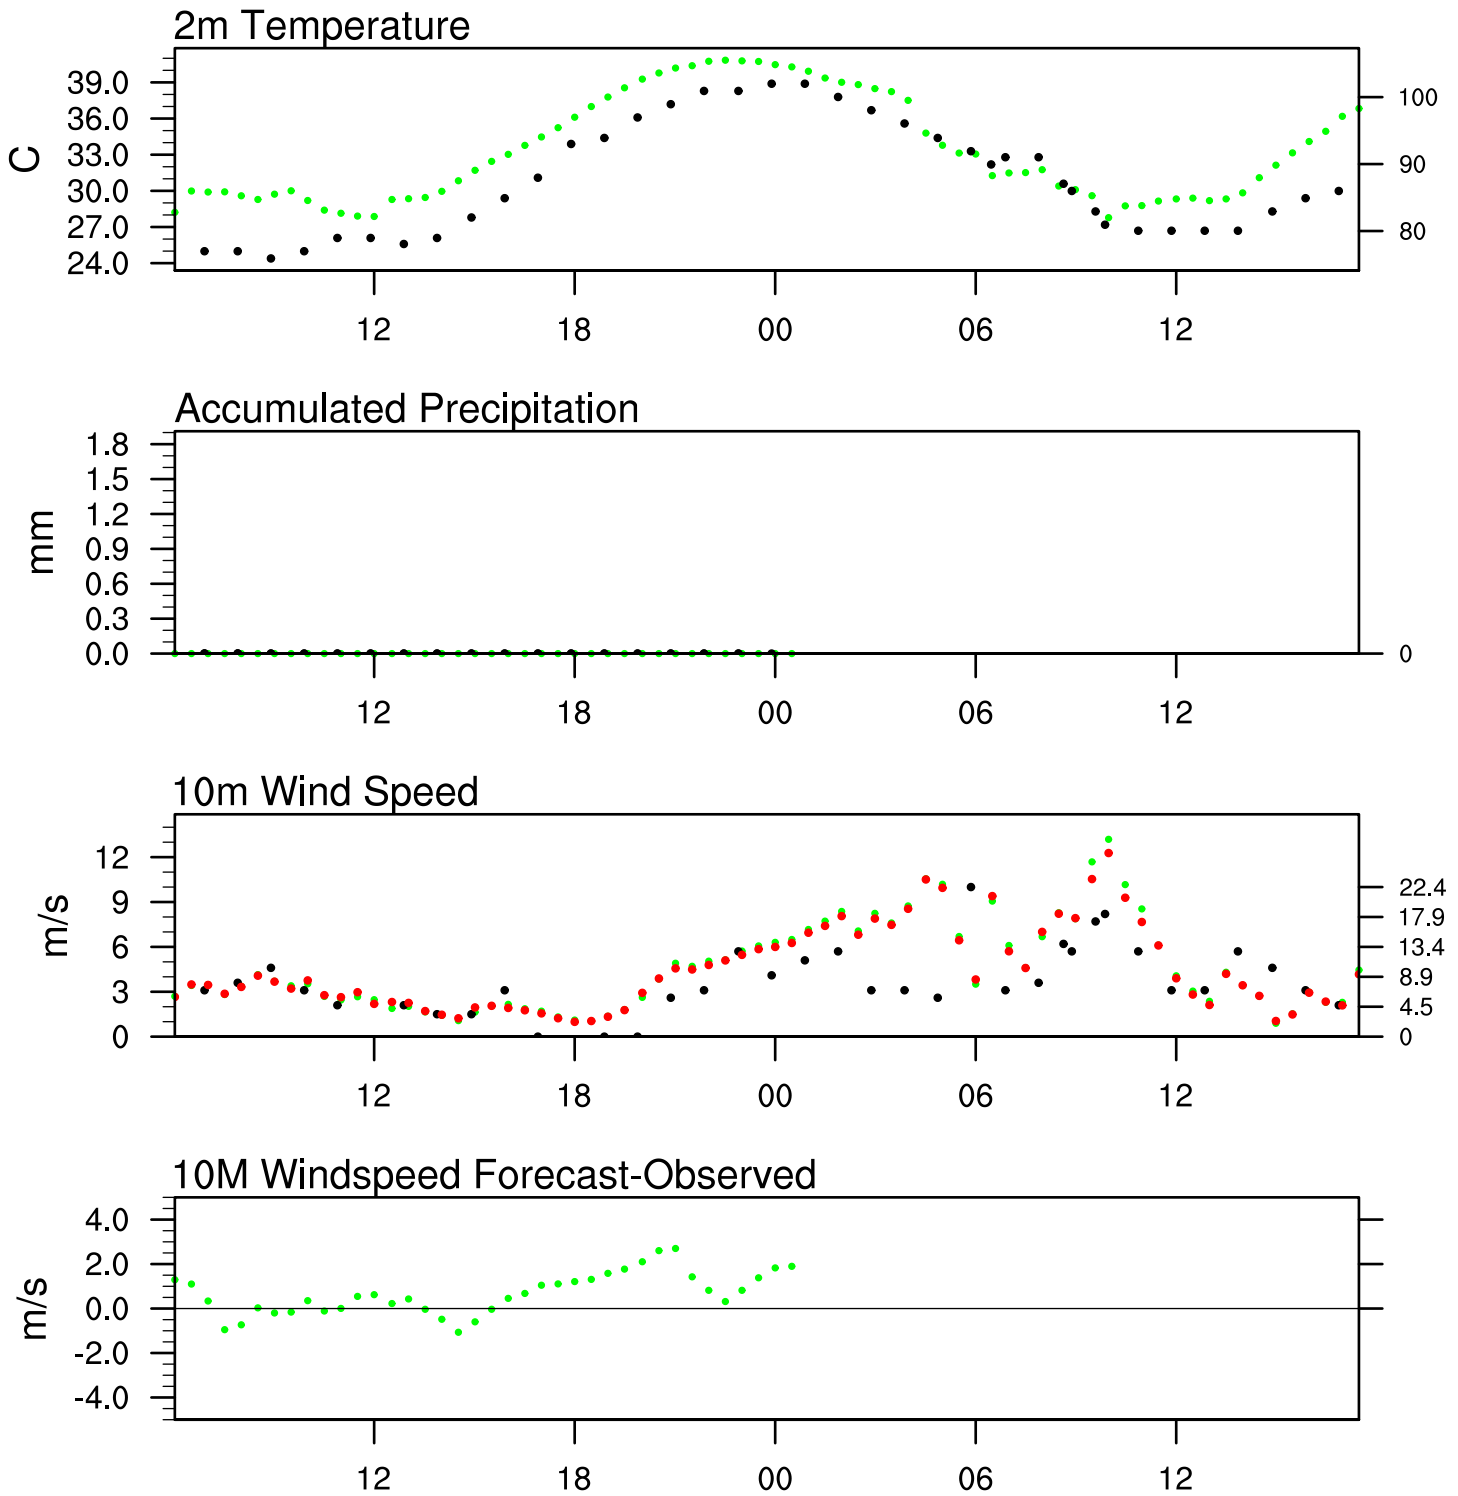 2m Temperature
39.0
36.0
33.0
30.0
27.0
24.0
C
100
90
80
12 18 00 06 12
Accumulated Precipitation
1.8
1.5
1.2
0.9
0.6
0.3
0.0
mm
0
12 18 00 06 12
10m Wind Speed
12
9
6
3
0
m/s
22.4
17.9
13.4
8.9
4.5
0
12 18 00 06 12
10M Windspeed Forecast-Observed
4.0
2.0
0.0
-2.0
-4.0
m/s
12 18 00 06 12